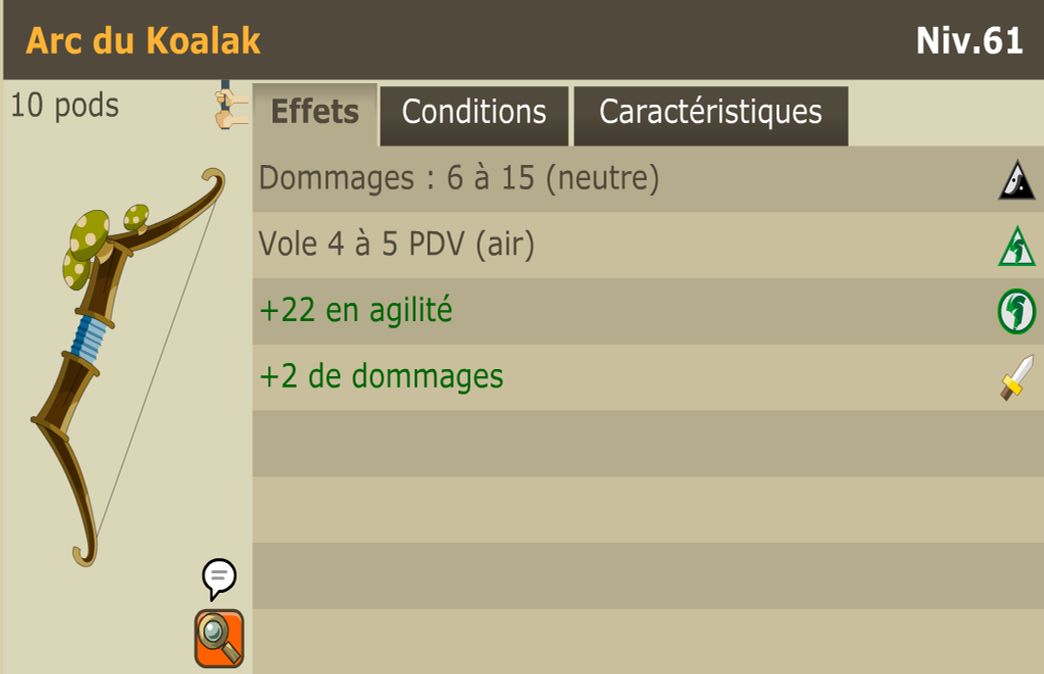 Arc du Koalak
Niv.61
10 pods
Effets
Conditions
Caractéristiques
Dommages : 6 à 15 (neutre)
Vole 4 à 5 PDV (air)
+22 en agilité
+2 de dommages